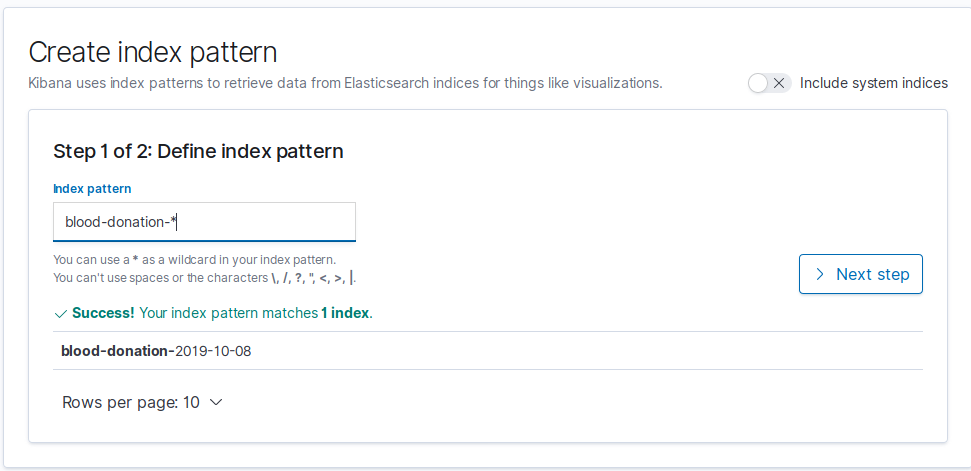 Create index pattern
Kibana uses index patterns to retrieve data from Elasticsearch indices for things like visualizations.
Include system indices
Step 1 of 2: Define index pattern
Index pattern
blood-donation-*
You can use a * as a wildcard in your index pattern.
You can't use spaces or the characters \, /, ?, ", <, >, |.
Next step
Success! Your index pattern matches 1 index.
blood-donation-2019-10-08
Rows per page: 10